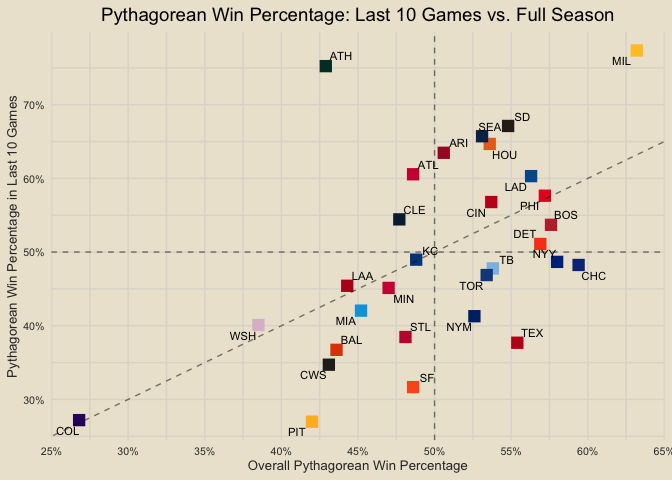 Pythagorean Win Percentage: Last 10 Games vs. Full Season
ATH
MIL
70%
SD
SEA
ARI
HOU
ATL
60%
LAD
PHI
CLE
CIN
BOS
DET
50%
KC
NYY
TB
CHC
LAA
TOR
MIN
MIA
40%
WSH
NYM
STL
TEX
BAL
CWS
SF
30%
COL
PIT
25%
30%
35%
40%
45%
50%
55%
60%
65%
Overall Pythagorean Win Percentage
Pythagorean Win Percentage in Last 10 Games